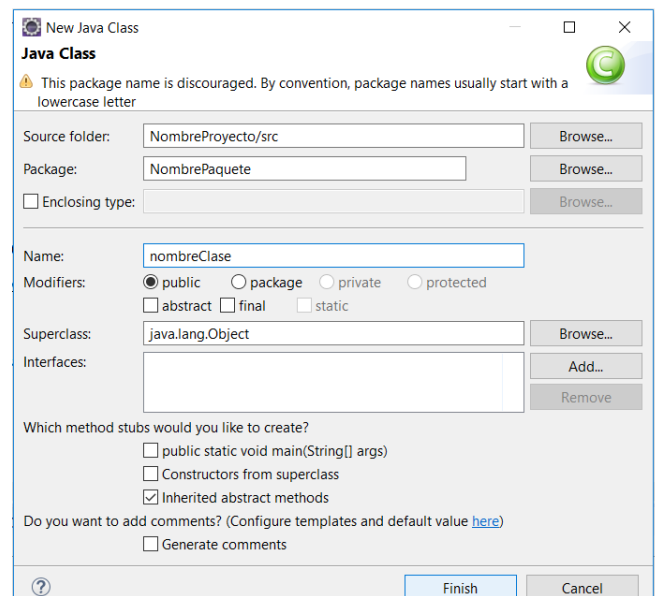 New Java Class
Java Class
This package name is discouraged. By convention, package names usually start with a
lowercase letter
Source folder: NombreProyecto/src Browse...
Package: NombrePaquete Browse...
Enclosing type: Browse...
Name: nombreClase
Modifiers: public package private protected
abstract final static
Superclass: java.lang.Object Browse...
Interfaces: Add...
Remove
Which method stubs would you like to create?
public static void main(String[] args)
Constructors from superclass
Inherited abstract methods
Do you want to add comments? (Configure templates and default value here)
Generate comments
? Finish Cancel